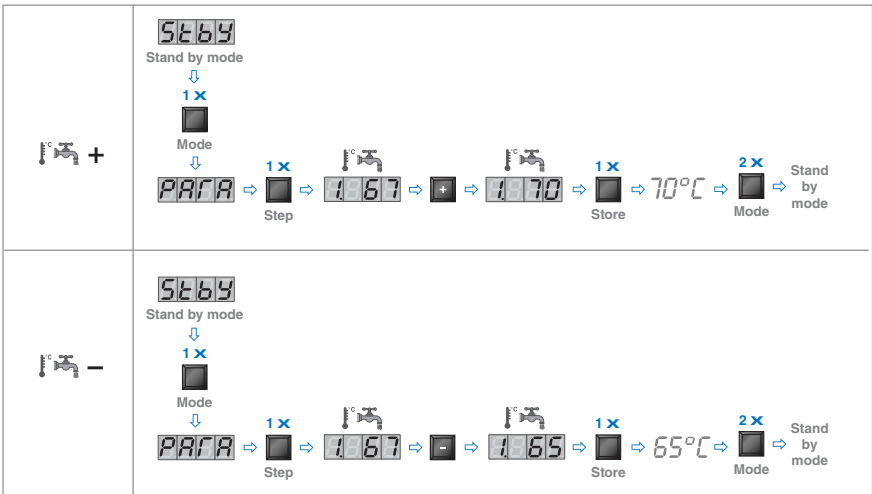 Stby
Stand by mode
1 x
Mode
°C
+
PARA
1 x
Step
°C
1. 67
+
°C
1. 70
1 x
Store
70°C
2 x
Mode
Stand
by
mode
Stby
Stand by mode
1 x
Mode
°C
–
PARA
1 x
Step
°C
1. 67
-
°C
1. 65
1 x
Store
65°C
2 x
Mode
Stand
by
mode